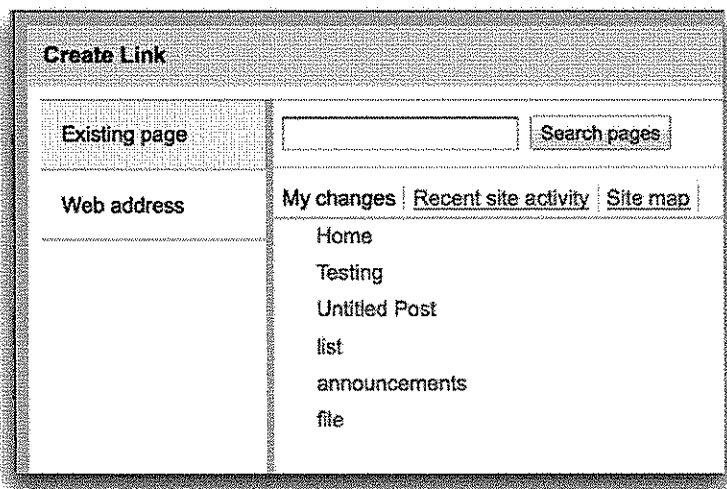 Create Link
Existing page
Search pages
Web address
My changes Recent site activity Site map
Home
Testing
Untitled Post
list
announcements
file